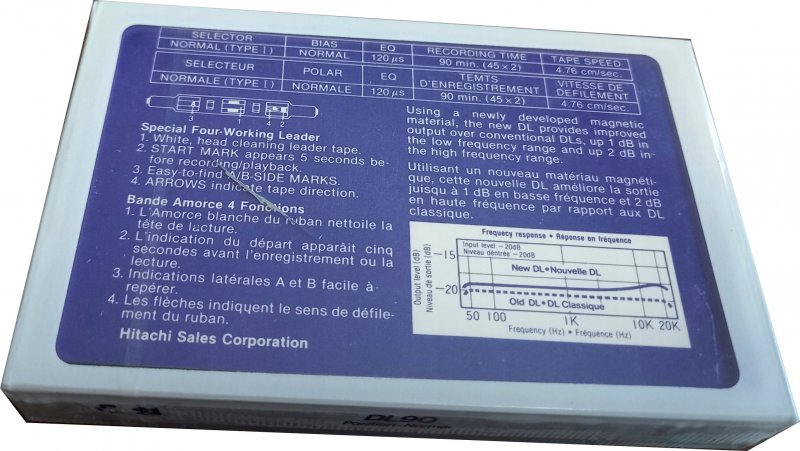 SELECTOR BIAS EQ RECORDING TIME TAPE SPEED
NORMAL (TYPE I) NORMAL 120 μs 90 min. (45×2) 4.76 cm/sec.
SELECTEUR POLAR EQ TEMTS D'ENREGISTREMENT VITESSE DE DÉFILEMENT
NORMALE (TYPE I) NORMALE 120 μs 90 min. (45×2) 4.76 cm/sec.
A
3 1 4 2
Special Four-Working Leader
1. White, head cleaning leader tape.
2. START MARK appears 5 seconds be-
fore recording/playback.
3. Easy-to-find A/B-SIDE MARKS.
4. ARROWS indicate tape direction.
Bande Amorce 4 Fonctions
1. L'Amorce blanche du ruban nettoile la
tête de lucture.
2. L'indication du départ apparâit cinq
secondes avant l'enregistrement ou la
lecture.
3. Indications latérales A et B facile à
repérer.
4. Les flèches indiquent le sens de défile-
ment du ruban.
Hitachi Sales Corporation
Using a newly developed magnetic
material, the new DL provides improved
output over conventional DLs, up 1 dB in
the low frequency range and up 2 dB in
the high frequency range.
Utilisant un nouveau matériau magnéti-
que, cette nouvelle DL améliore la sortie
jusquù à 1 dB en basse fréquence et 2 dB
en haute fréquence par rapport aux DL
classique.
Frequecy response • Réponse en fréquence
Input level −20dB
Niveau dèntrée −20dB
Output level (dB)
Niveau de sortie (dB)
−15
−20
New DL • Nouvelle DL
Old DL • DL Classique
50 100 1K 10K 20K
Frequency (Hz) • Fréquence (Hz)
DL90